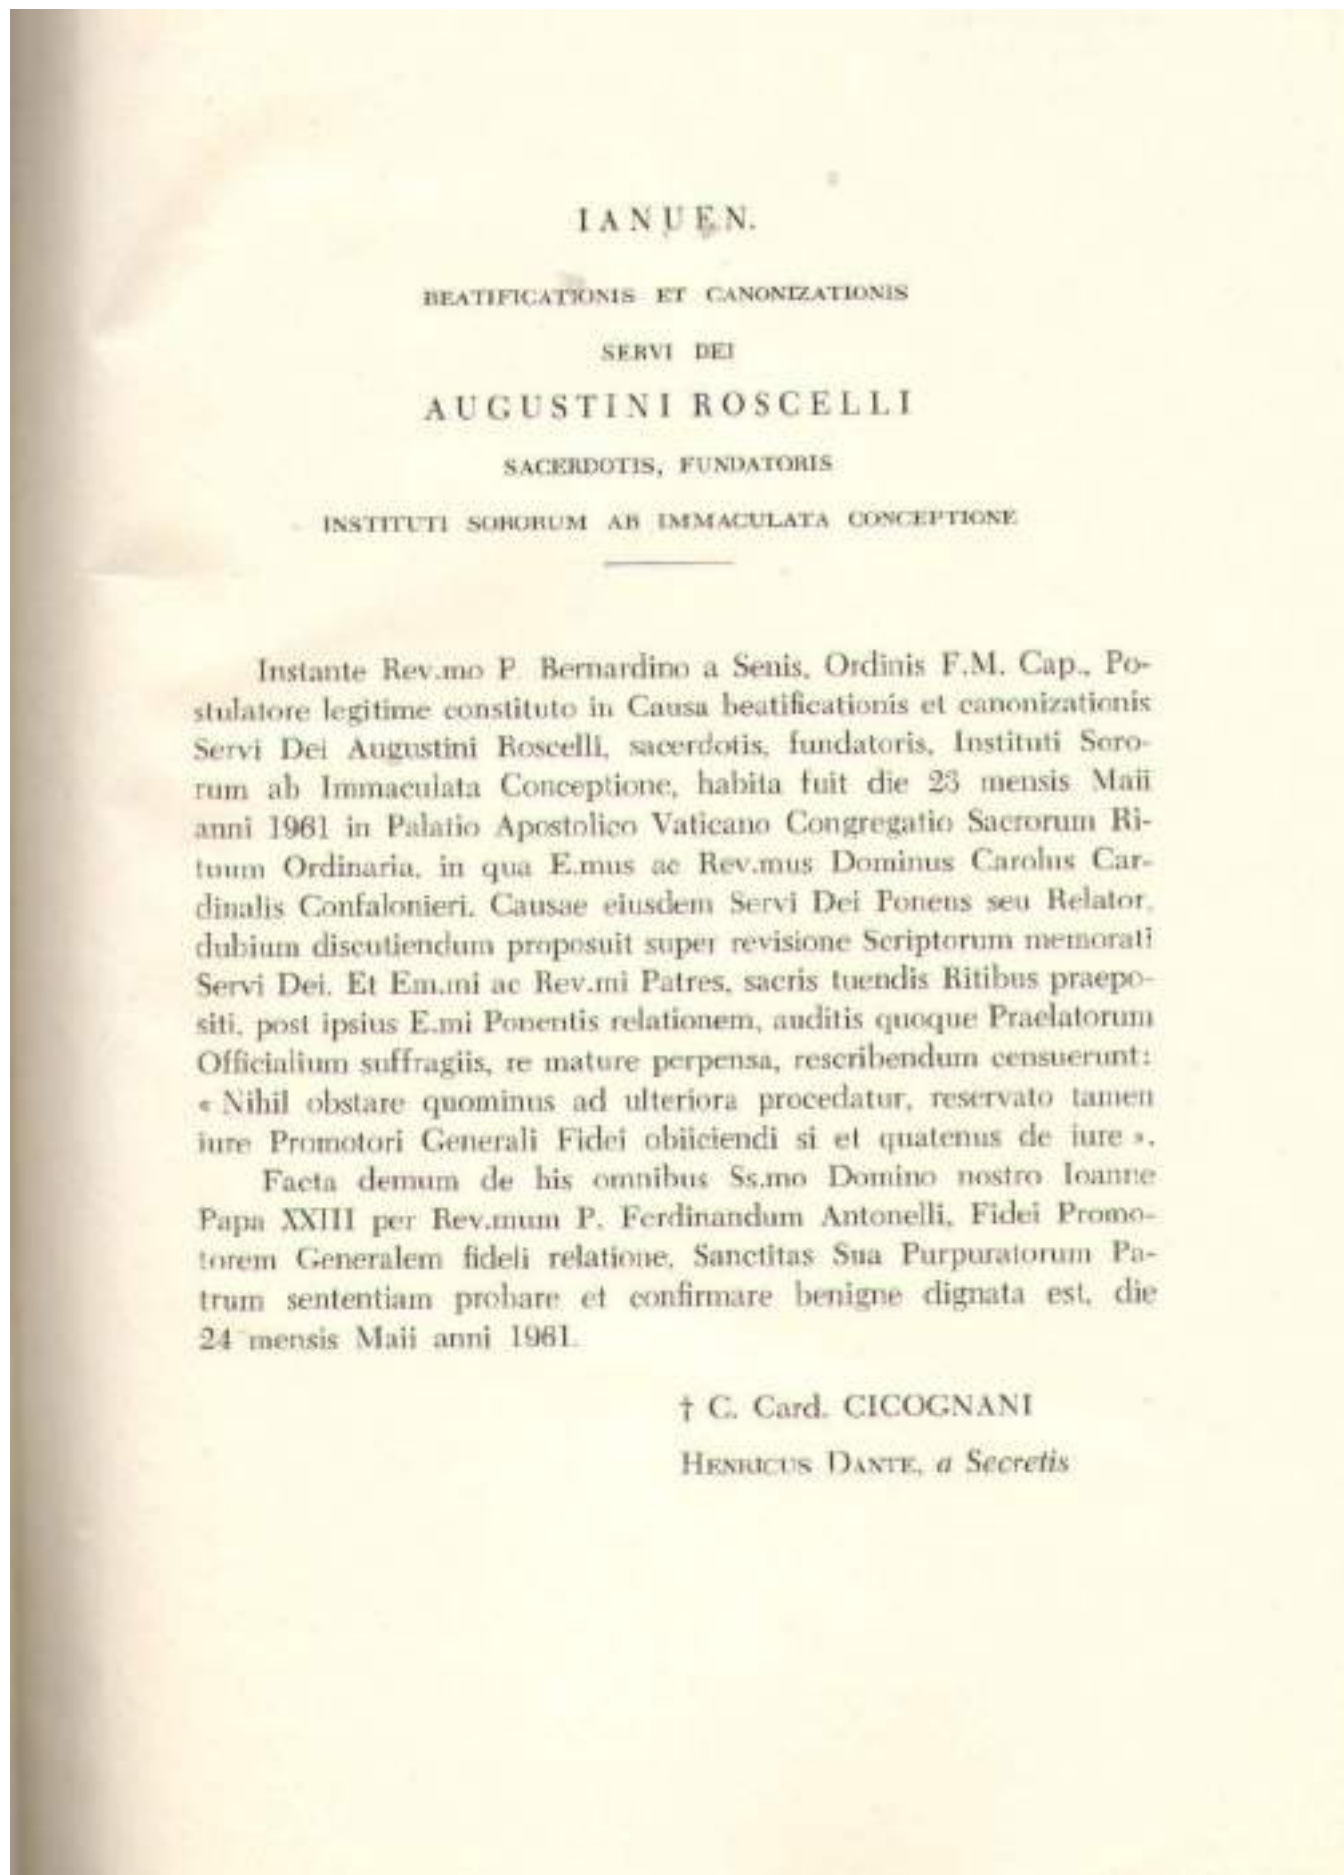 IANUEN.
BEATIFICATIONIS ET CANONIZATIONIS
SERVI DEI
AUGUSTINI ROSCELLI
SACERDOTIS, FUNDATORIS
INSTITUTI SORORUM AB IMMACULATA CONCEPTIONE
Instante Rev.mo P. Bernardino a Senis, Ordinis F.M. Cap., Po-
stulatore legitime constituto in Causa beatificationis et canonizationis
Servi Dei Augustini Roscelli, sacerdotis, fundatoris, Instituti Soro-
rum ab Immaculata Conceptione, habita fuit die 23 mensis Maii
anni 1961 in Palatio Apostolico Vaticano Congregatio Sacrorum Ri-
tuum Ordinaria, in qua E.mus ac Rev.mus Dominus Carolus Car-
dinalis Confalonieri, Causae eiusdem Servi Dei Ponens seu Relator,
dubium discutiendum proposuit super revisione Scriptorum memorati
Servi Dei. Et Em.mi ac Rev.mi Patres, sacris tuendis Ritibus praepo-
siti, post ipsius E.mi Ponentis relationem, auditis quoque Praelatorum
Officialium suffragiis, re mature perpensa, rescribendum censuerunt:
« Nihil obstare quominus ad ulteriora procedatur, reservato tamen
iure Promotori Generali Fidei obiiciendi si et quatenus de iure ».
Facta demum de his omnibus Ss.mo Domino nostro Ioanne
Papa XXIII per Rev.mum P. Ferdinandum Antonelli, Fidei Promo-
torem Generalem fideli relatione, Sanctitas Sua Purpuratorum Pa-
trum sententiam probare et confirmare benigne dignata est, die
24 mensis Maii anni 1961.
† C. Card. CICOGNANI
HENRICUS DANTE, a Secretis